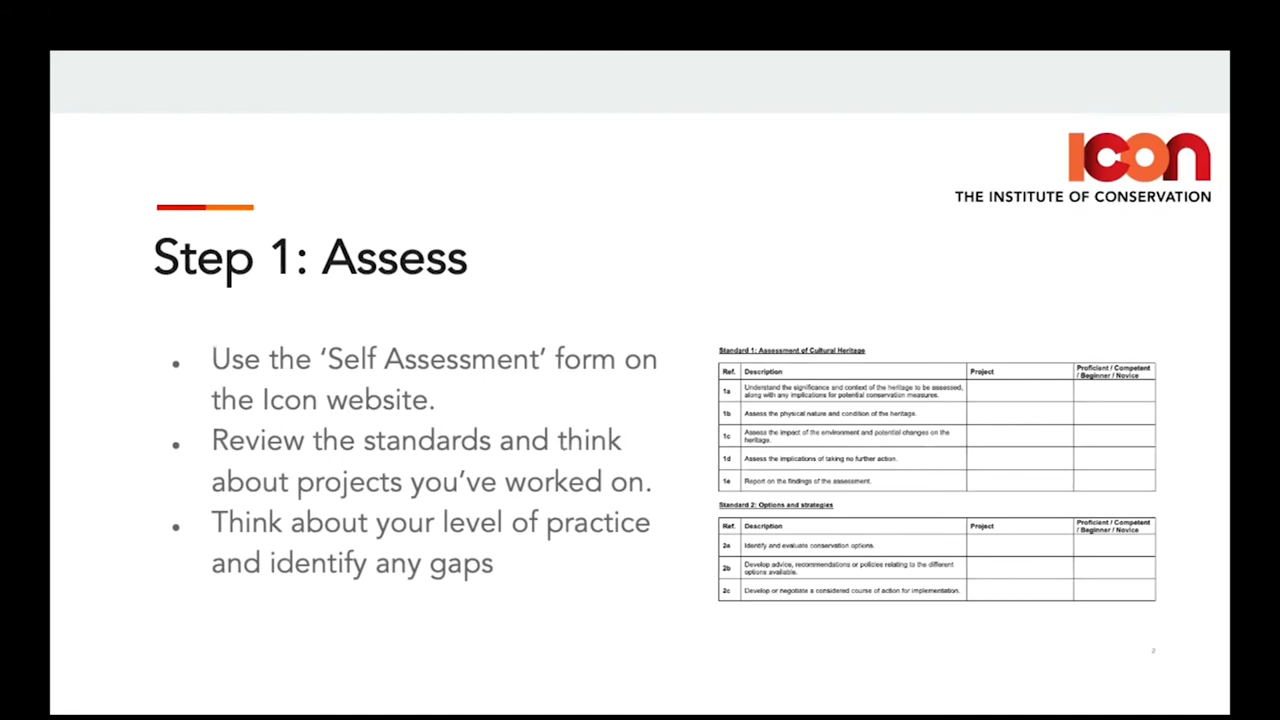 icon
THE INSTITUTE OF CONSERVATION
Step 1: Assess
• Use the ‘Self Assessment’ form on
the Icon website.
• Review the standards and think
about projects you’ve worked on.
• Think about your level of practice
and identify any gaps
Standard 1: Assessment of Cultural Heritage
Ref. Description Project Proficient / Competent
/ Beginner / Novice
1a Understand the significance and context of the heritage to be assessed,
along with any implications for potential conservation measures.
1b Assess the physical nature and condition of the heritage.
1c Assess the impact of the environment and potential changes on the
heritage.
1d Assess the implications of taking no further action.
1e Report on the findings of the assessment.
Standard 2: Options and strategies
Ref. Description Project Proficient / Competent
/ Beginner / Novice
2a Identify and evaluate conservation options.
2b Develop advice, recommendations or policies relating to the different
options available.
2c Develop or negotiate a considered course of action for implementation.
2